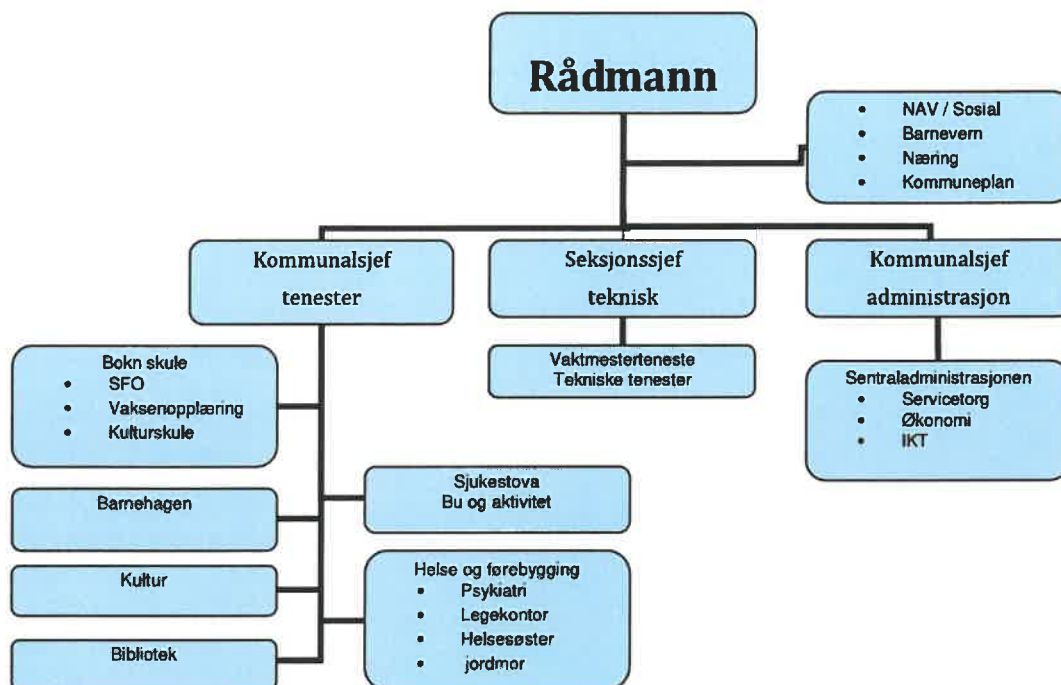 Rådmann
• NAV / Sosial
• Barnevern
• Næring
• Kommuneplan
Kommunalsjef
tenester
Seksjonssjef
teknisk
Kommunalsjef
administrasjon
Bokn skule
• SFO
• Vaksenopplæring
• Kulturskule
Barnehagen
Kultur
Bibliotek
Sjukestova
Bu og aktivitet
Helse og førebygging
• Psykiatri
• Legekontor
• Helsesøster
• jordmor
Vaktmesterteneste
Tekniske tenester
Sentraladministrasjonen
• Servicetorg
• Økonomi
• IKT